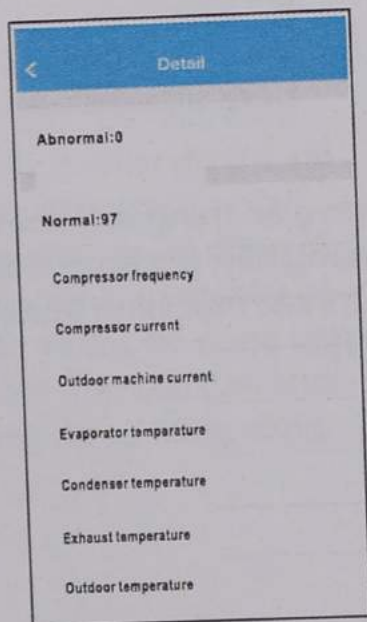 Detail
Abnormal:0
Normal:97
Compressor frequency
Compressor current
Outdoor machine current
Evaporator temperature
Condenser temperature
Exhaust temperature
Outdoor temperature